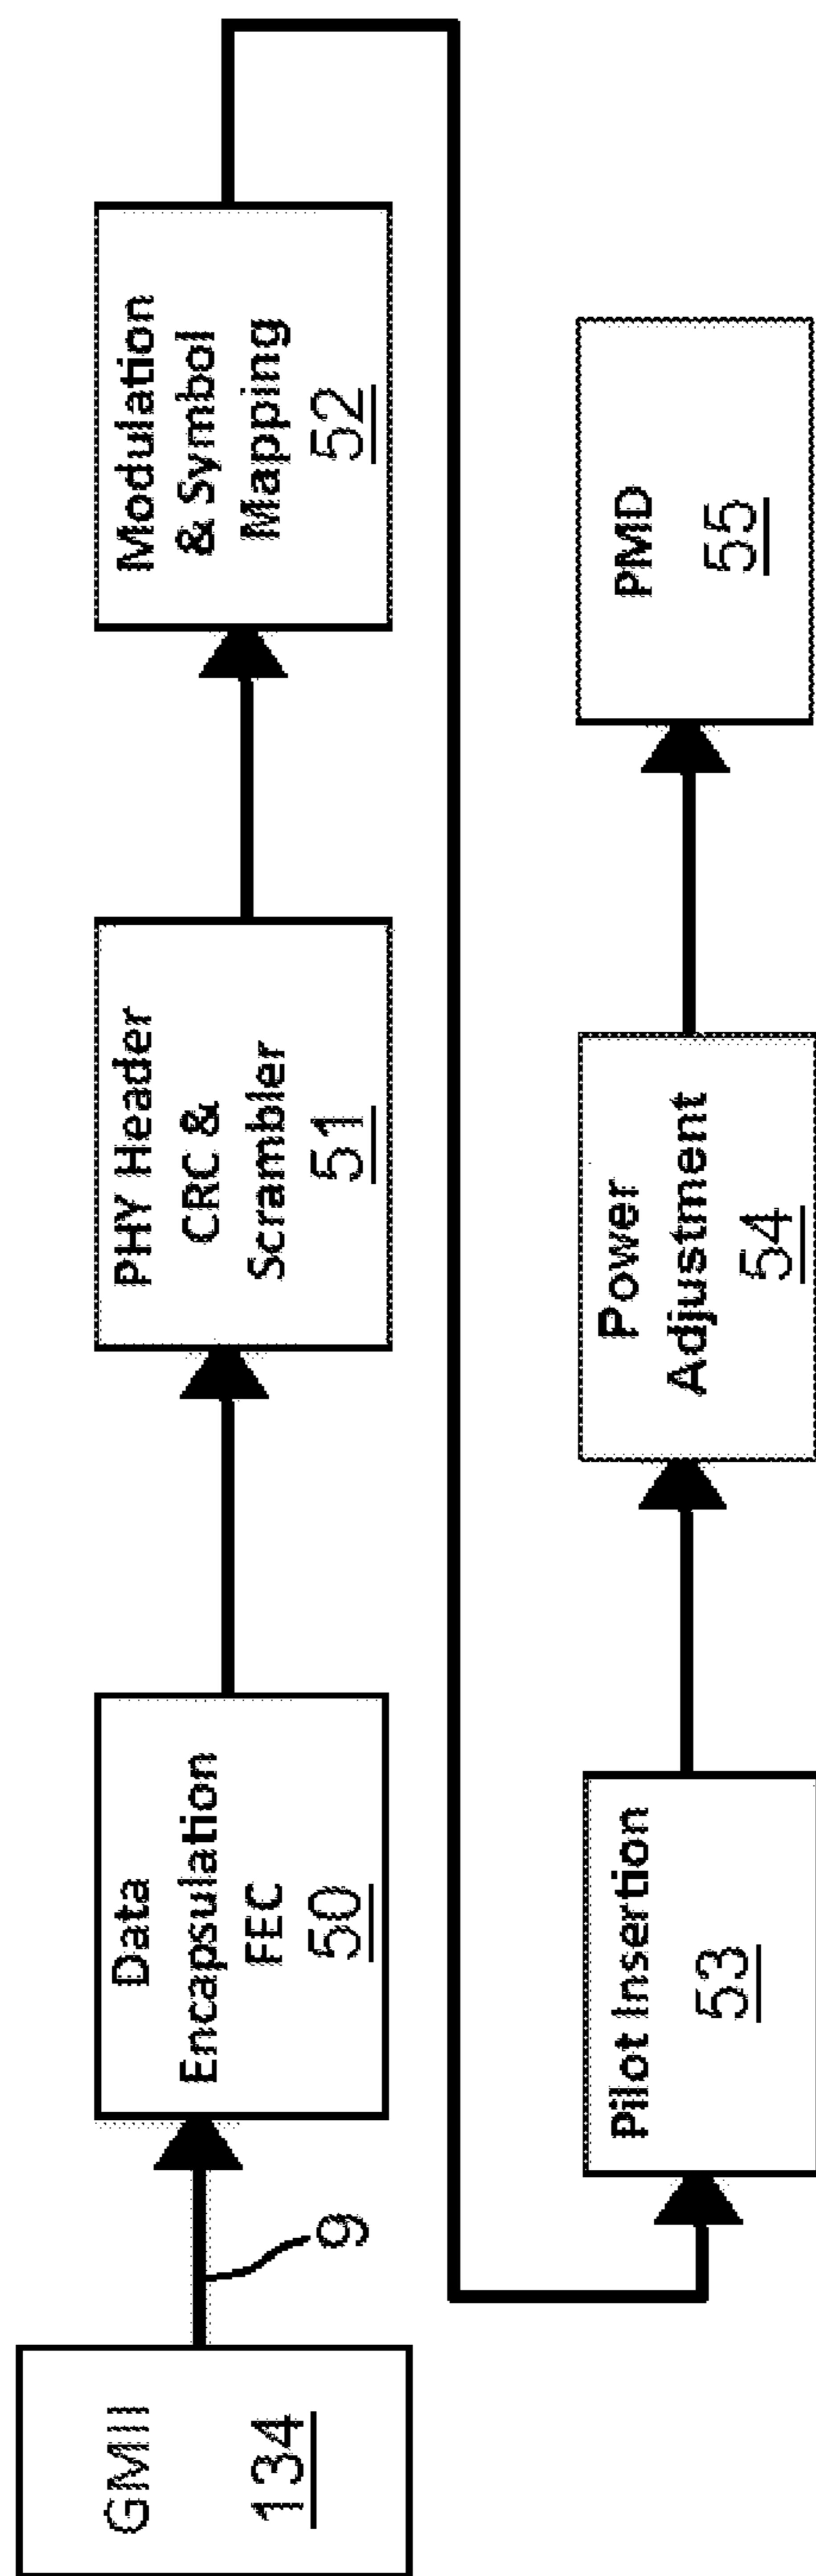 GMII
134
9
Data
Encapsulation
FEC
50
PHY Header
CRC &
Scrambler
51
Modulation
& Symbol
Mapping
52
Pilot Insertion
53
Power
Adjustment
54
PMD
55